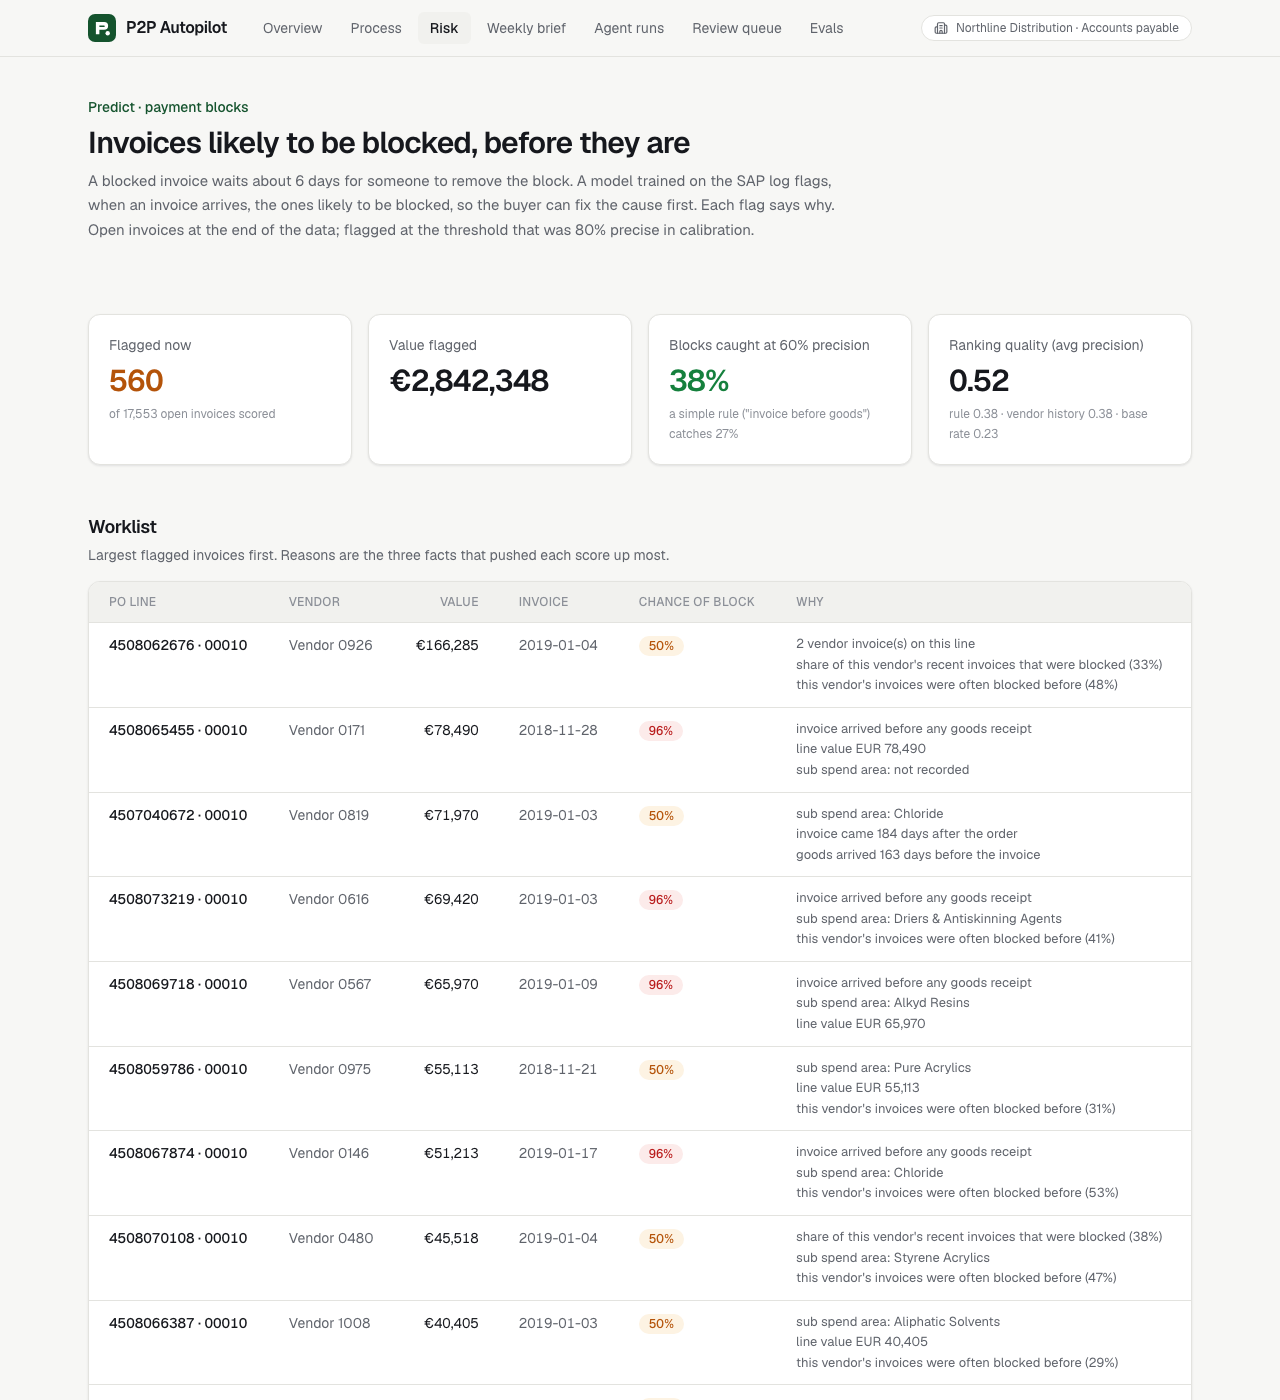 P2P Autopilot
Overview
Process
Risk
Weekly brief
Agent runs
Review queue
Evals
Northline Distribution · Accounts payable
Predict · payment blocks
Invoices likely to be blocked, before they are
A blocked invoice waits about 6 days for someone to remove the block. A model trained on the SAP log flags,
when an invoice arrives, the ones likely to be blocked, so the buyer can fix the cause first. Each flag says why.
Open invoices at the end of the data; flagged at the threshold that was 80% precise in calibration.
Flagged now
560
of 17,553 open invoices scored
Value flagged
€2,842,348
Blocks caught at 60% precision
38%
a simple rule ("invoice before goods")
catches 27%
Ranking quality (avg precision)
0.52
rule 0.38 · vendor history 0.38 · base
rate 0.23
Worklist
Largest flagged invoices first. Reasons are the three facts that pushed each score up most.
PO LINE VENDOR VALUE INVOICE CHANCE OF BLOCK WHY
4508062676 · 00010 Vendor 0926 €166,285 2019-01-04 50% 2 vendor invoice(s) on this line
share of this vendor's recent invoices that were blocked (33%)
this vendor's invoices were often blocked before (48%)
4508065455 · 00010 Vendor 0171 €78,490 2018-11-28 96% invoice arrived before any goods receipt
line value EUR 78,490
sub spend area: not recorded
4507040672 · 00010 Vendor 0819 €71,970 2019-01-03 50% sub spend area: Chloride
invoice came 184 days after the order
goods arrived 163 days before the invoice
4508073219 · 00010 Vendor 0616 €69,420 2019-01-03 96% invoice arrived before any goods receipt
sub spend area: Driers & Antiskinning Agents
this vendor's invoices were often blocked before (41%)
4508069718 · 00010 Vendor 0567 €65,970 2019-01-09 96% invoice arrived before any goods receipt
sub spend area: Alkyd Resins
line value EUR 65,970
4508059786 · 00010 Vendor 0975 €55,113 2018-11-21 50% sub spend area: Pure Acrylics
line value EUR 55,113
this vendor's invoices were often blocked before (31%)
4508067874 · 00010 Vendor 0146 €51,213 2019-01-17 96% invoice arrived before any goods receipt
sub spend area: Chloride
this vendor's invoices were often blocked before (53%)
4508070108 · 00010 Vendor 0480 €45,518 2019-01-04 50% share of this vendor's recent invoices that were blocked (38%)
sub spend area: Styrene Acrylics
this vendor's invoices were often blocked before (47%)
4508066387 · 00010 Vendor 1008 €40,405 2019-01-03 50% sub spend area: Aliphatic Solvents
line value EUR 40,405
this vendor's invoices were often blocked before (29%)